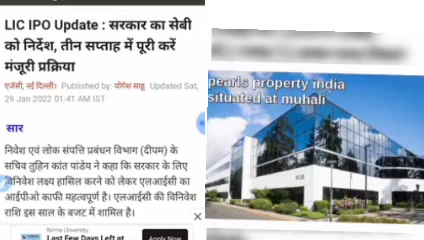 LIC IPO Update : सरकार का सेबी
को निर्देश, तीन सप्ताह में पूरी करें
मंजूरी प्रक्रिया
एजेंसी, नई दिल्ली। Published by: योगेश साहू Updated Sat,
29 Jan 2022 01:41 AM IST
सार
निवेश एवं लोक संपत्ति प्रबंधन विभाग (दीपम) के
सचिव तुहिन कांत पांडेय ने कहा कि सरकार के लिए
विनिवेश लक्ष्य हासिल करने को लेकर एलआईसी का
आईपीओ काफी महत्वपूर्ण है। एलआईसी की विनिवेश
राशि इस साल के बजट में शामिल है।
Last Few Days Left at
Apply Now
pearls property india
situated at muhali